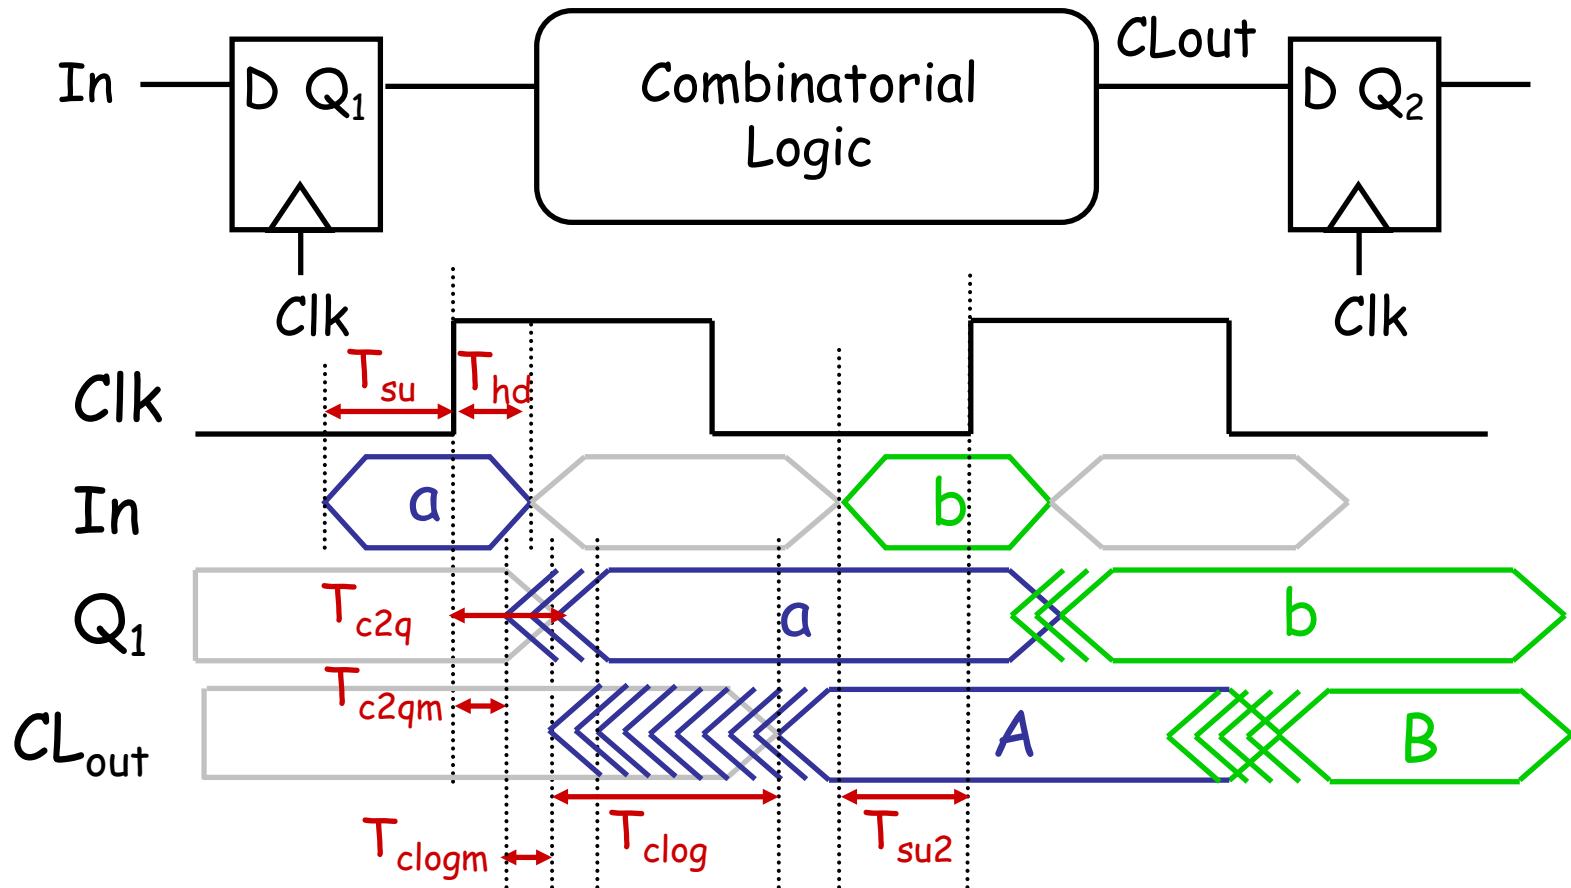 In
D Q1
Combinatorial
Logic
CLout
D Q2
Clk
Clk
Clk
Tsu
Thd
In
a
b
Q1
Tc2q
a
b
Tc2qm
CLout
A
B
Tclogm
Tclog
Tsu2